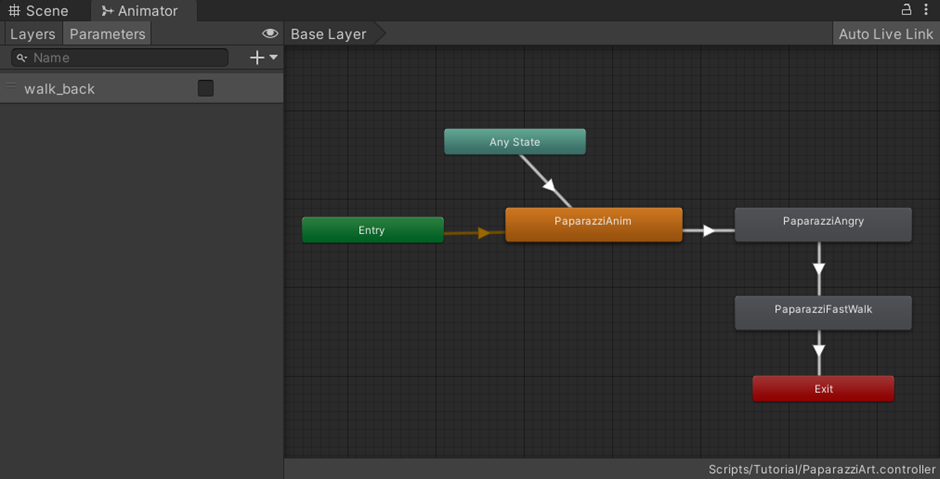 Scene Animator
Layers Parameters Base Layer Auto Live Link
Name
walk_back
Any State
PaparazziAnim PaparazziAngry
Entry
PaparazziFastWalk
Exit
Scripts/Tutorial/PaparazziArt.controller